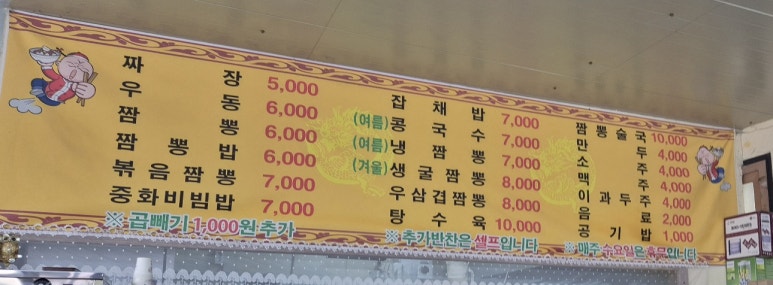 짜장 5,000
우동 6,000
짬뽕 6,000
짬뽕밥 6,000
볶음짬뽕 7,000
중화비빔밥 7,000
※ 곱빼기 1,000원 추가
잡채밥 7,000
(여름) 콩국수 7,000
(여름) 냉짬뽕 7,000
(겨울) 생굴짬뽕 8,000
우삼겹짬뽕 8,000
탕수육 10,000
※ 추가반찬은 셀프입니다
짬뽕술국 10,000
만두 4,000
소주 4,000
맥주 4,000
이과두주 4,000
음료 2,000
공기밥 1,000
※ 매주 수요일은 휴무입니다